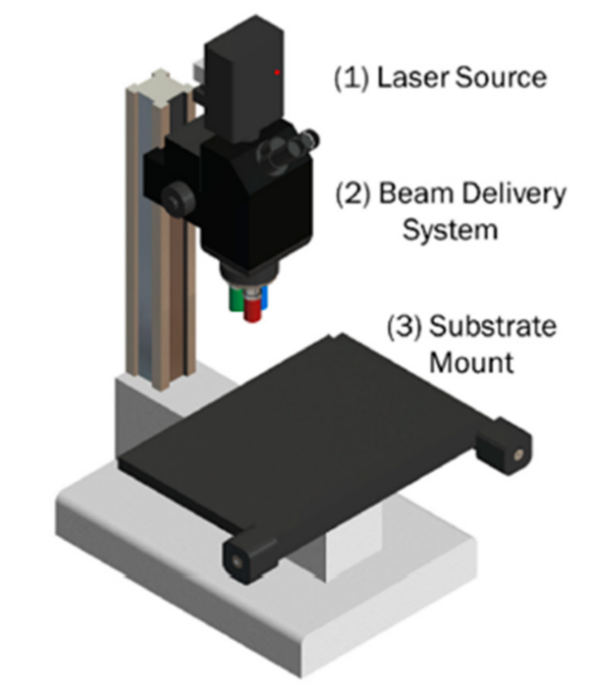 (1) Laser Source
(2) Beam Delivery
System
(3) Substrate
Mount